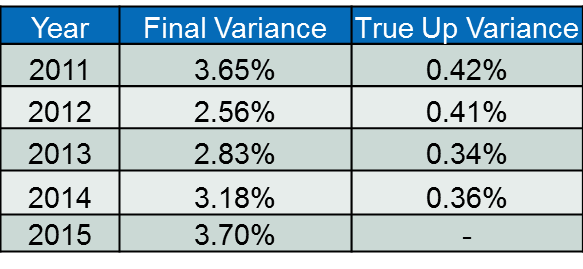 Year Final Variance True Up Variance
2011 3.65% 0.42%
2012 2.56% 0.41%
2013 2.83% 0.34%
2014 3.18% 0.36%
2015 3.70% -